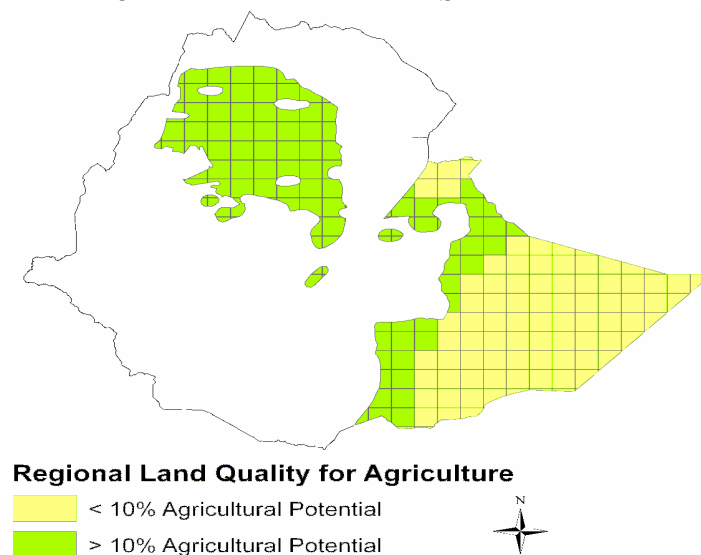 Regional Land Quality for Agriculture
< 10% Agricultural Potential
N
> 10% Agricultural Potential